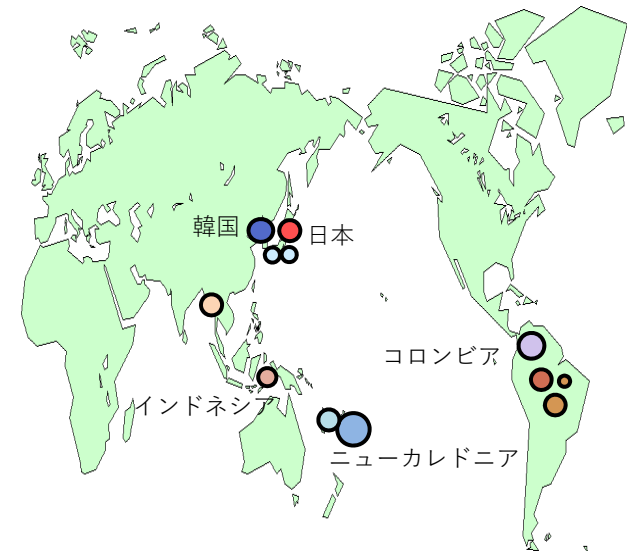 韓国
日本
コロンビア
インドネシア
ニューカレドニア